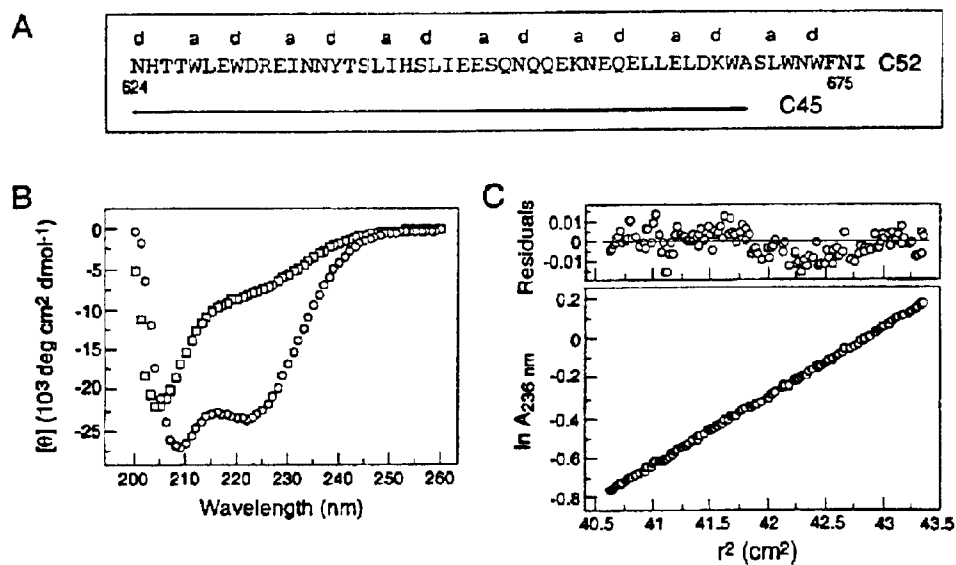 A
d a d a d a d a d a d a d a d
NHTTWLEWDREINNYTSLIHSLIEESQNQQEKNEQELLELDKWASLWNWFNI C52
624 675
C45
B
[θ] (10³ deg cm2 dmol-1)
0
-5
-10
-15
-20
-25
200 210 220 230 240 250 260
Wavelength (nm)
C
Residuals
0.01
0
-0.01
ln A236 nm
0.2
0
-0.2
-0.4
-0.6
-0.8
40.5 41 41.5 42 42.5 43 43.5
r² (cm²)